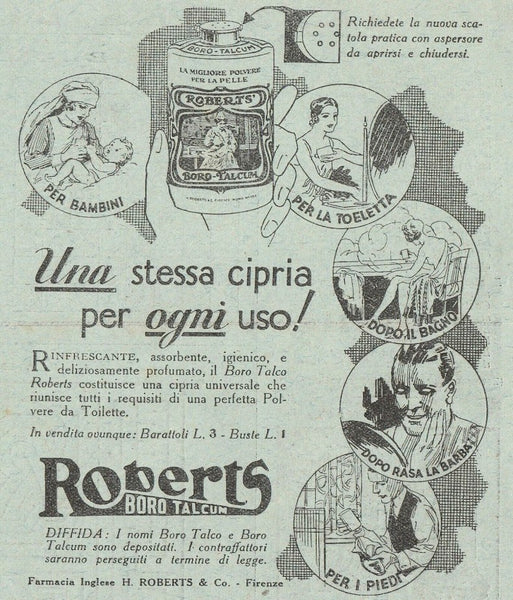 Richiedete la nuova sca-
tola pratica con aspersore
da aprirsi e chiudersi.
BORO-TALCUM
LA MIGLIORE POLVERE
PER LA PELLE
ROBERTS'
BORO-TALCUM
PER BAMBINI
PER LA TOELETTA
DOPO IL BAGNO
DOPO RASA LA BARBA
PER I PIEDI
Una stessa cipria
per ogni uso!
RINFRESCANTE, assorbente, igienico, e
deliziosamente profumato, il Boro Talco
Roberts costituisce una cipria universale che
riunisce tutti i requisiti di una perfetta Pol-
vere da Toilette.
In vendita ovunque: Barattoli L. 3 - Buste L. 1
Roberts
BORO TALCUM
DIFFIDA: I nomi Boro Talco e Boro
Talcum sono depositati. I contraffattori
saranno perseguiti a termine di legge.
Farmacia Inglese H. ROBERTS & Co. - Firenze